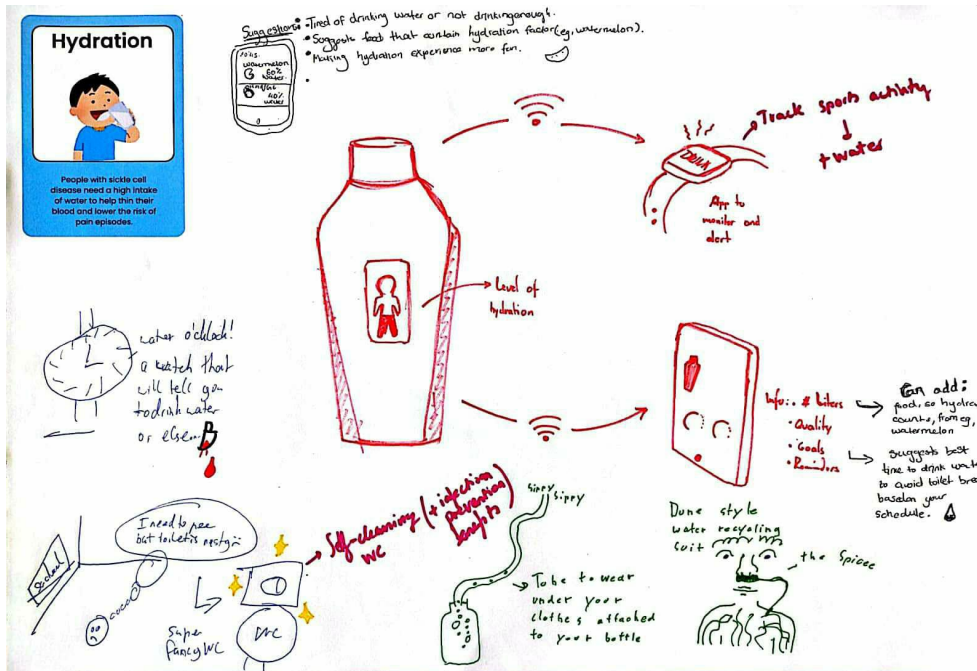 Hydration
People with sickle cell
disease need a high intake
of water to help thin their
blood and lower the risk of
pain episodes.
Suggestion:
• Tired of drinking water or not drinking enough.
• Suggests food that contain hydration factor (eg, watermelon).
• Making hydration experience more fun.
watermelon
60%
water
40%
water
DRINK
Track sports activity
+ water
App to
monitor and
alert
Level of
hydration
water o'clock!
a watch that
will tell you
to drink water
or else...
Info: • # liters
• Quality
• Goals
• Reminders
Can add:
food, so hydra
counts, from eg,
watermelon
suggests best
time to drink wat
to avoid toilet bre
based on your
schedule.
School
I need to pee
but toilet is nasty
super
fancy WC
WC
Self-cleaning (+ infection
WC
prevention
benefits)
sippy
sippy
Tube to wear
under your
clothes attached
to your bottle
Dune style
water recycling
suit
the spicee